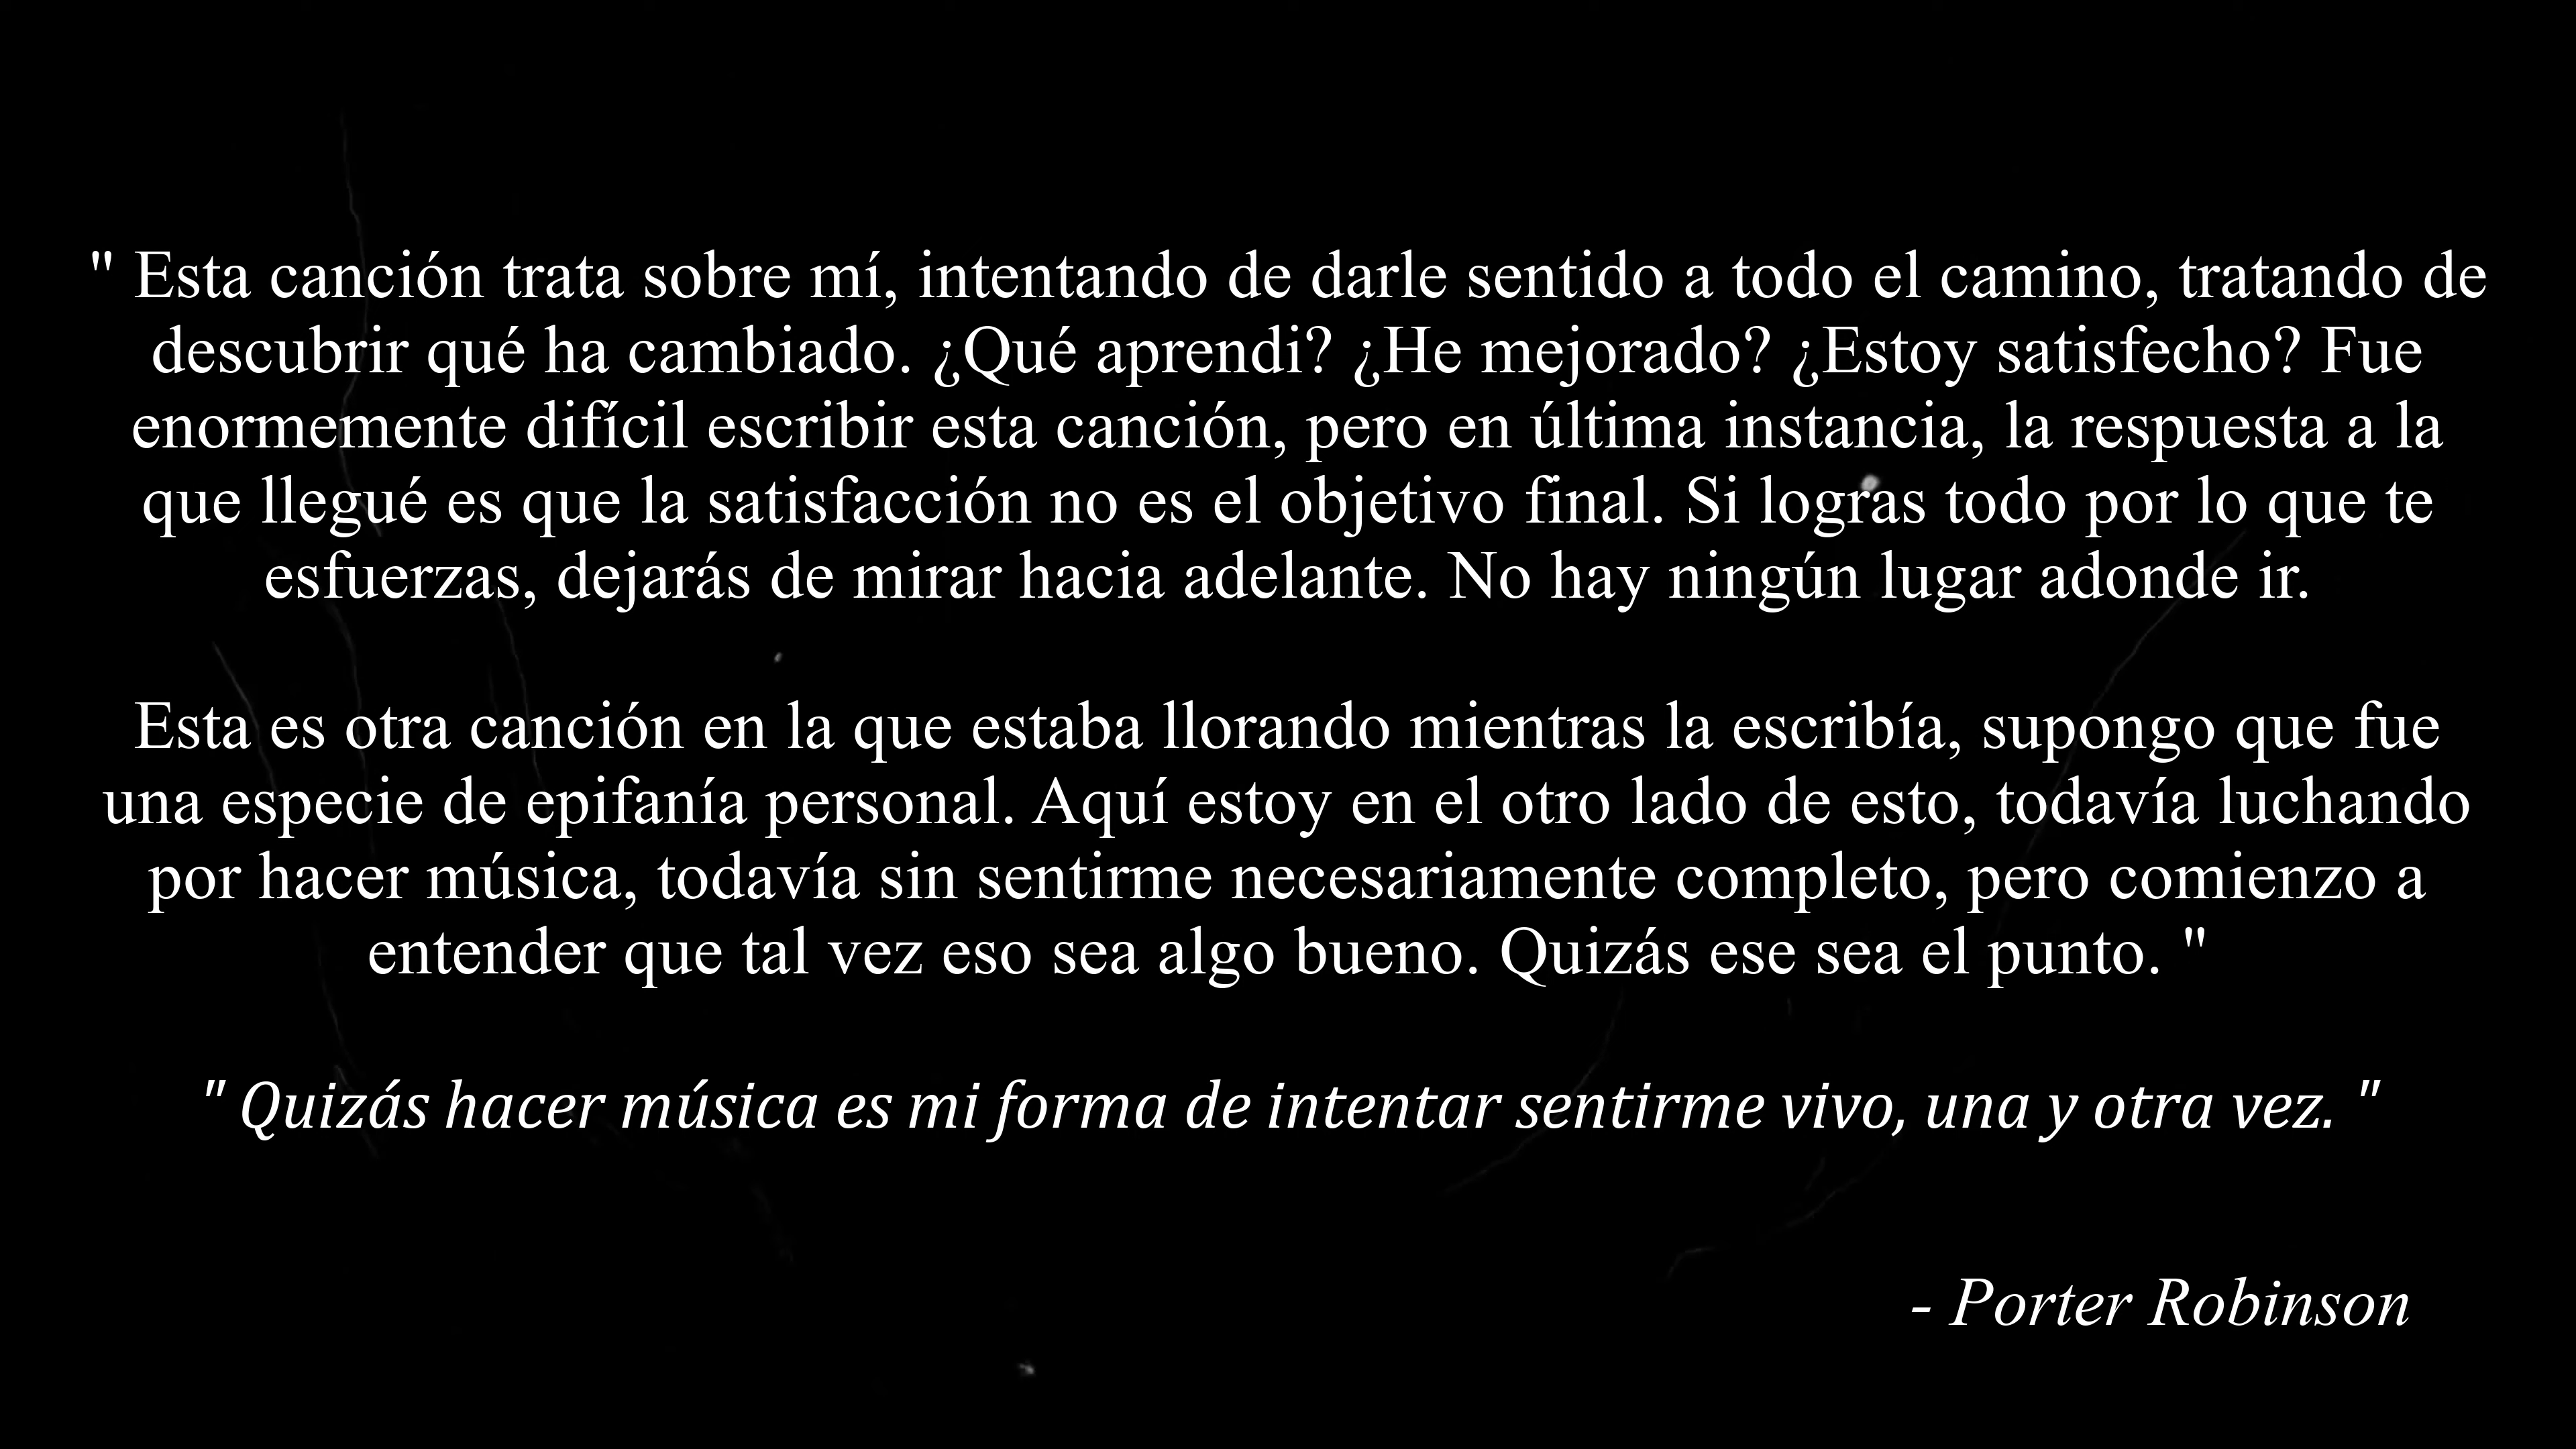 " Esta canción trata sobre mí, intentando de darle sentido a todo el camino, tratando de
descubrir qué ha cambiado. ¿Qué aprendi? ¿He mejorado? ¿Estoy satisfecho? Fue
enormemente difícil escribir esta canción, pero en última instancia, la respuesta a la
que llegué es que la satisfacción no es el objetivo final. Si logras todo por lo que te
esfuerzas, dejarás de mirar hacia adelante. No hay ningún lugar adonde ir.
Esta es otra canción en la que estaba llorando mientras la escribía, supongo que fue
una especie de epifanía personal. Aquí estoy en el otro lado de esto, todavía luchando
por hacer música, todavía sin sentirme necesariamente completo, pero comienzo a
entender que tal vez eso sea algo bueno. Quizás ese sea el punto. "
" Quizás hacer música es mi forma de intentar sentirme vivo, una y otra vez. "
- Porter Robinson